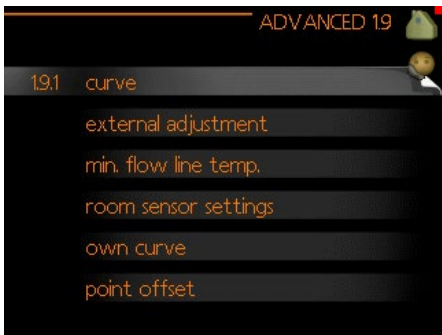 ADVANCED 1.9
1.9.1 curve
external adjustment
min. flow line temp.
room sensor settings
own curve
point offset